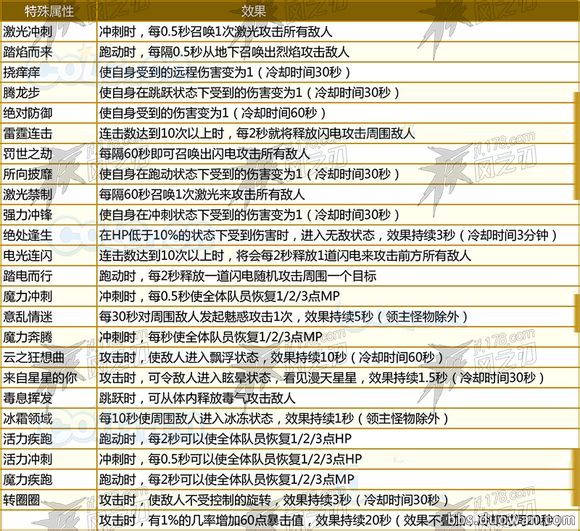 特殊属性 效果
激光冲刺 冲刺时，每0.5秒召唤1次激光攻击所有敌人
踏焰而来 跑动时，每隔0.5秒从地下召唤出烈焰攻击敌人
挠痒痒 使自身受到的远程伤害变为1（冷却时间30秒）
腾龙步 使自身在跳跃状态下受到的伤害变为1（冷却时间30秒）
绝对防御 使自身受到的伤害变为1（冷却时间60秒）
雷霆连击 连击数达到10次以上时，每2秒就将释放闪电攻击周围敌人
罚世之劫 每隔60秒即可召唤出闪电攻击所有敌人
所向披靡 使自身在跑动状态下受到的伤害变为1（冷却时间30秒）
激光禁制 每隔60秒召唤1次激光来攻击所有敌人
强力冲锋 使自身在冲刺状态下受到的伤害变为1（冷却时间30秒）
绝处逢生 在HP低于10%的状态下受到伤害时，进入无敌状态，效果持续3秒（冷却时间3分钟）
电光连闪 连击数达到10次以上时，将会每2秒释放1道闪电来攻击前方所有敌人
踏电而行 跑动时，每2秒释放一道闪电随机攻击周围一个目标
魔力冲刺 冲刺时，每0.5秒使全体队员恢复1/2/3点MP
意乱情迷 每30秒对周围敌人发起魅惑攻击1次，效果持续5秒（领主怪物除外）
魔力奔腾 冲刺时，每秒使全体队员恢复1/2/3点MP
云之狂想曲 攻击时，使敌人进入飘浮状态，效果持续10秒（冷却时间60秒）
来自星星的你 攻击时，可令敌人进入眩晕状态，看见漫天星星，效果持续1.5秒（冷却时间30秒）
毒息挥发 跳跃时，可从体内释放毒气攻击敌人
冰霜领域 每10秒使周围敌人进入冰冻状态，效果持续1秒（领主怪物除外）
活力疾跑 跑动时，每2秒可以使全体队员恢复1/2/3点HP
活力冲刺 冲刺时，每0.5秒可以使全体队员恢复1/2/3点HP
魔力疾跑 跑动时，每2秒可以使全体队员恢复1/2/3点MP
转圈圈 攻击时，使敌人不受控制的旋转，效果持续3秒（冷却时间30秒）
攻击时，有1%的几率增加60点暴击值，效果持续20秒（效果不叠加）